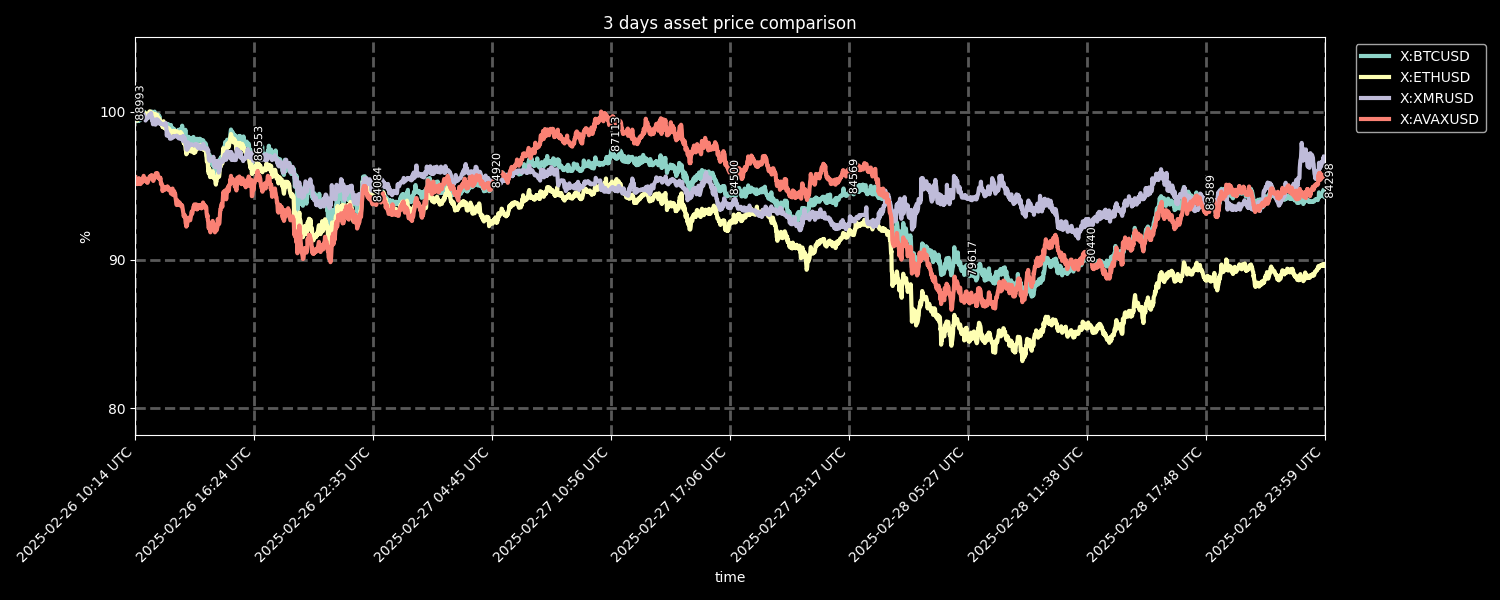 3 days asset price comparison
X:BTCUSD
X:ETHUSD
X:XMRUSD
X:AVAXUSD
100
90
80
%
88993
86553
84084
84920
87113
84500
84569
79617
80440
83589
84298
2025-02-26 10:14 UTC
2025-02-26 16:24 UTC
2025-02-26 22:35 UTC
2025-02-27 04:45 UTC
2025-02-27 10:56 UTC
2025-02-27 17:06 UTC
2025-02-27 23:17 UTC
2025-02-28 05:27 UTC
2025-02-28 11:38 UTC
2025-02-28 17:48 UTC
2025-02-28 23:59 UTC
time